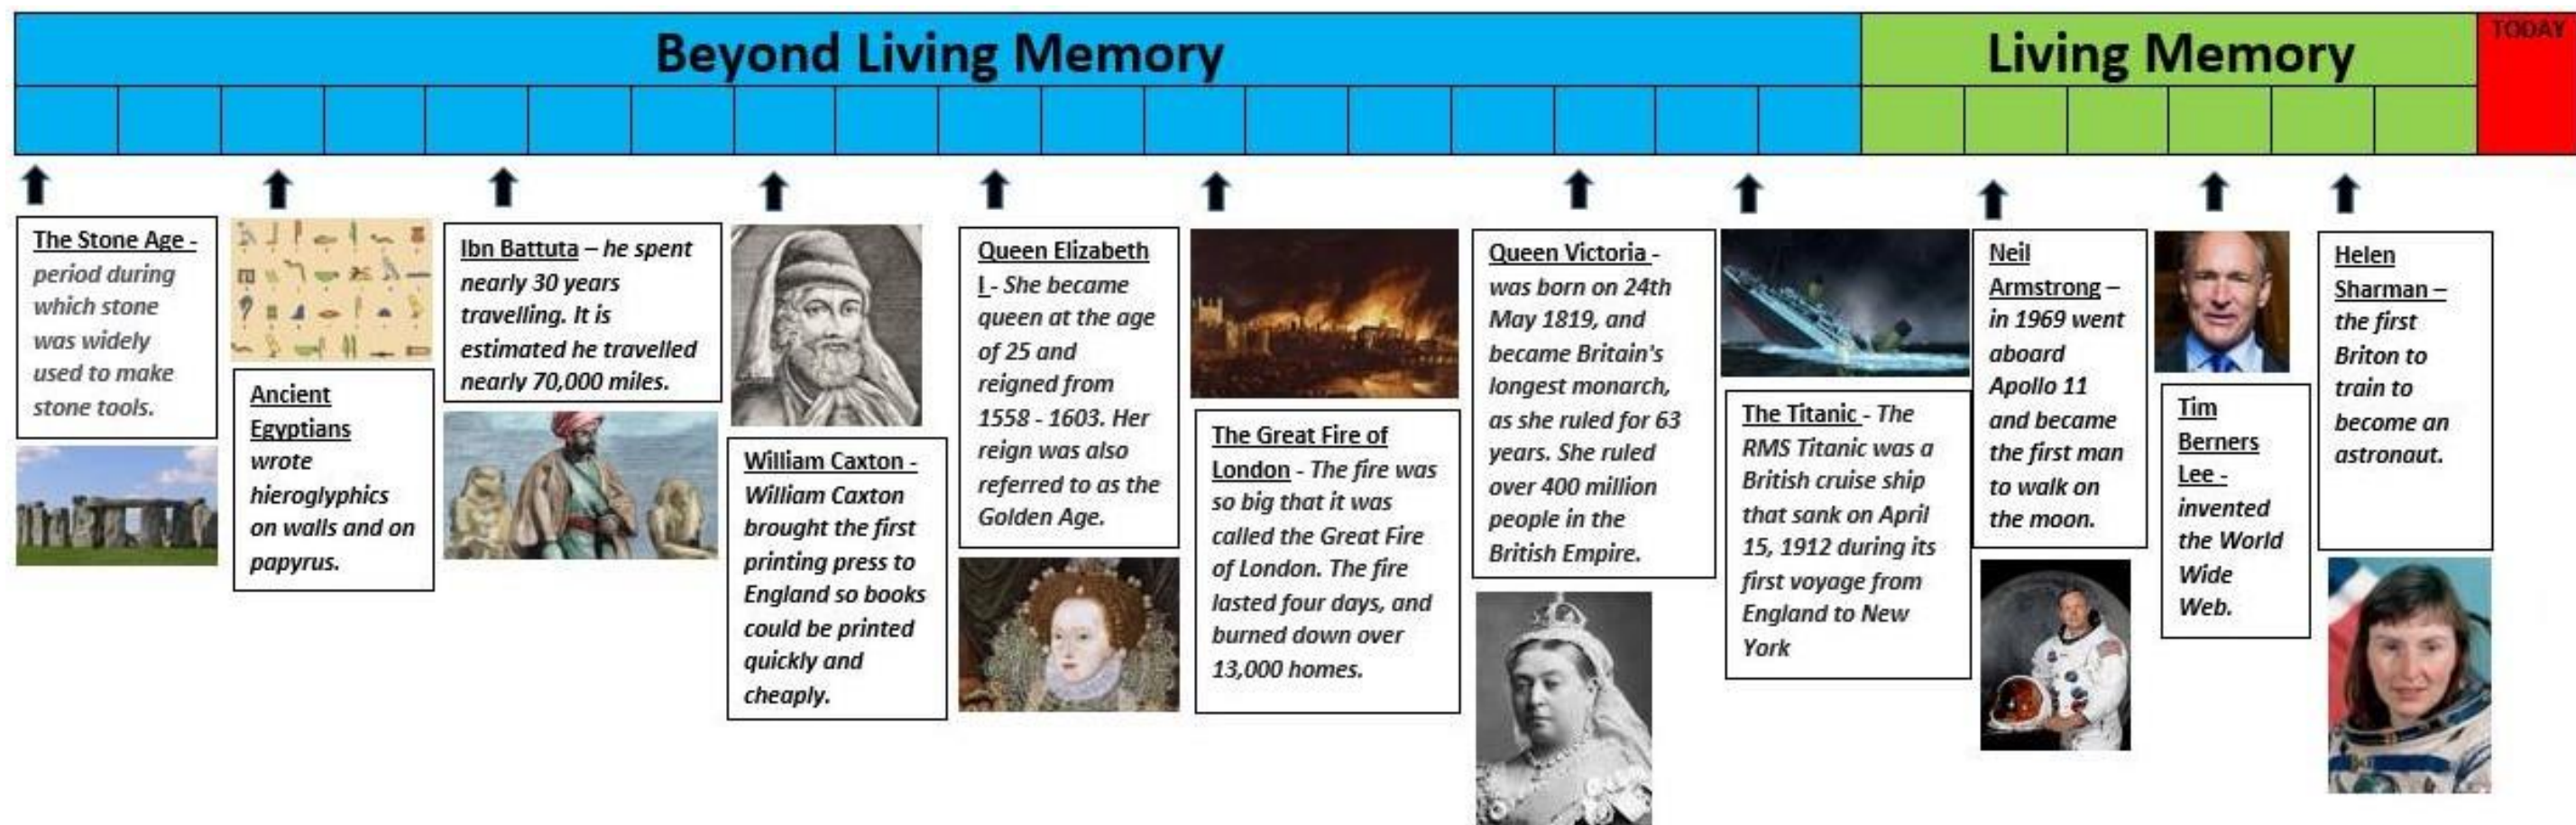 Beyond Living Memory
Living Memory
TODAY
The Stone Age -
period during
which stone
was widely
used to make
stone tools.
Ancient
Egyptians
wrote
hieroglyphics
on walls and on
papyrus.
Ibn Battuta – he spent
nearly 30 years
travelling. It is
estimated he travelled
nearly 70,000 miles.
William Caxton -
William Caxton
brought the first
printing press to
England so books
could be printed
quickly and
cheaply.
Queen Elizabeth
I - She became
queen at the age
of 25 and
reigned from
1558 - 1603. Her
reign was also
referred to as the
Golden Age.
The Great Fire of
London - The fire was
so big that it was
called the Great Fire
of London. The fire
lasted four days, and
burned down over
13,000 homes.
Queen Victoria -
was born on 24th
May 1819, and
became Britain's
longest monarch,
as she ruled for 63
years. She ruled
over 400 million
people in the
British Empire.
The Titanic - The
RMS Titanic was a
British cruise ship
that sank on April
15, 1912 during its
first voyage from
England to New
York
Neil
Armstrong –
in 1969 went
aboard
Apollo 11
and became
the first man
to walk on
the moon.
Tim
Berners
Lee -
invented
the World
Wide
Web.
Helen
Sharman –
the first
Briton to
train to
become an
astronaut.